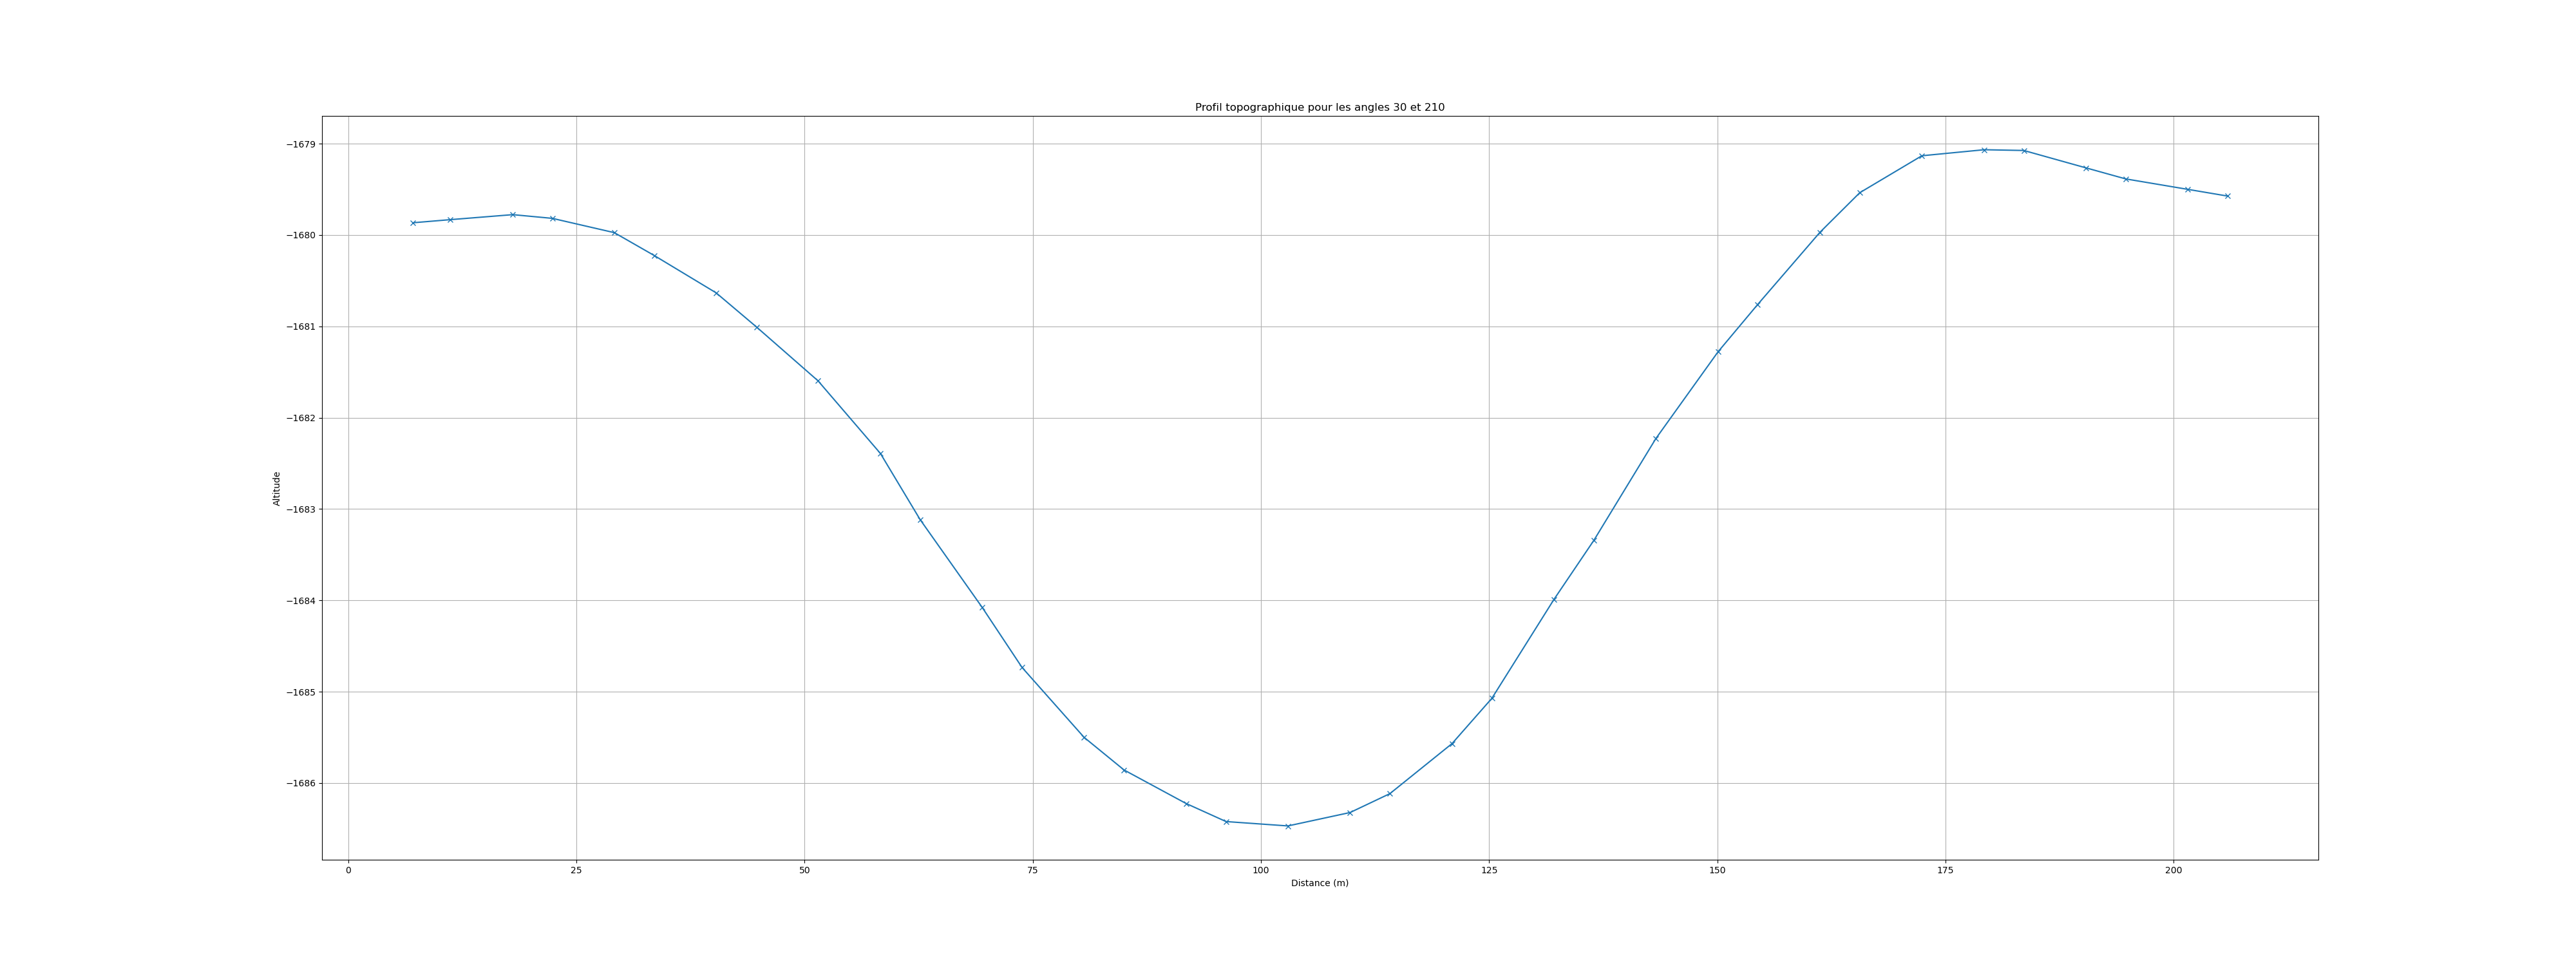 Profil topographique pour les angles 30 et 210
−1679
−1680
−1681
−1682
−1683
−1684
−1685
−1686
Altitude
0 25 50 75 100 125 150 175 200
Distance (m)